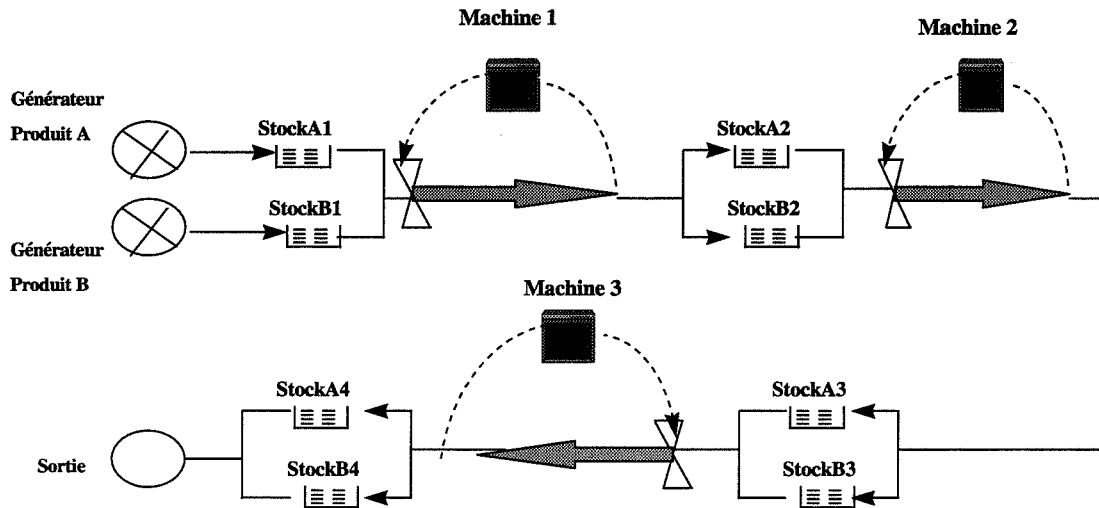 Machine 1
Machine 2
Générateur
Produit A
StockA1
StockA2
StockB1
StockB2
Générateur
Produit B
Machine 3
StockA4
StockA3
Sortie
StockB4
StockB3